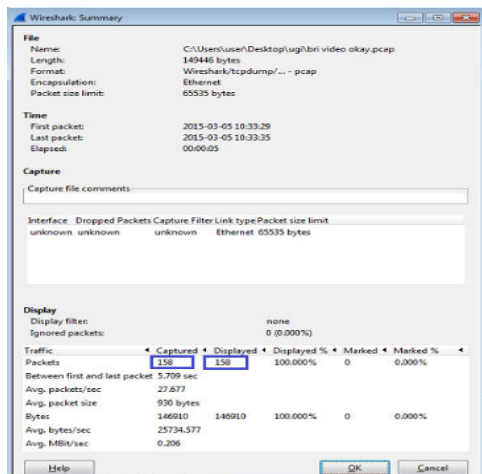 Wireshark: Summary
File
Name: C:\Users\user\Desktop\ugi\bri video okay.pcap
Length: 149446 bytes
Format: Wireshark/tcpdump/... - pcap
Encapsulation: Ethernet
Packet size limit: 65535 bytes
Time
First packet: 2015-03-05 10:33:29
Last packet: 2015-03-05 10:33:35
Elapsed: 00:00:05
Capture
Capture file comments
Interface Dropped Packets Capture Filter Link type Packet size limit
unknown unknown unknown Ethernet 65535 bytes
Display
Display filter: none
Ignored packets: 0 (0.000%)
Traffic Captured Displayed Displayed % Marked Marked %
Packets 158 158 100.000% 0 0.000%
Between first and last packet 5.709 sec
Avg. packets/sec 27.677
Avg. packet size 930 bytes
Bytes 146910 146910 100.000% 0 0.000%
Avg. bytes/sec 25734.577
Avg. MBit/sec 0.206
Help OK Cancel